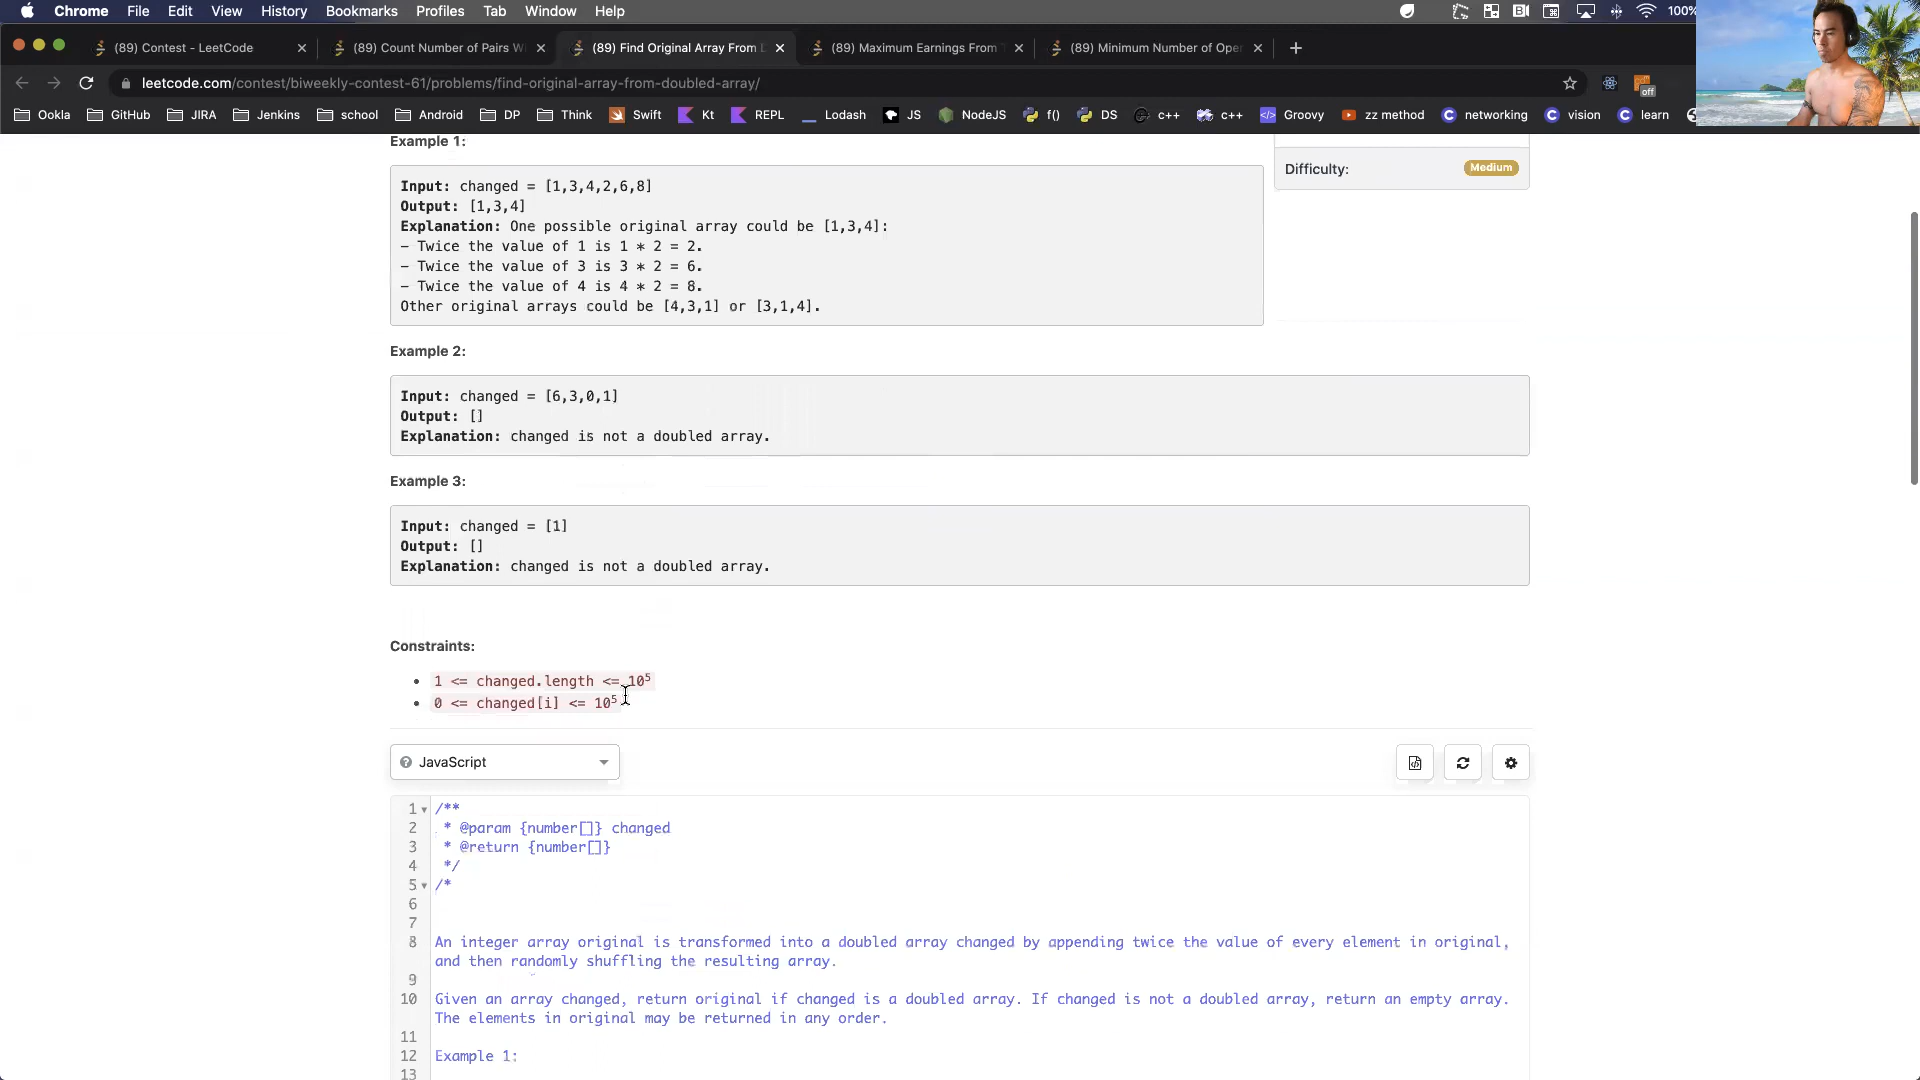 Chrome File Edit View History Bookmarks Profiles Tab Window Help 100%
(89) Contest - LeetCode (89) Count Number of Pairs W (89) Find Original Array From D (89) Maximum Earnings From T (89) Minimum Number of Oper
leetcode.com/contest/biweekly-contest-61/problems/find-original-array-from-doubled-array/ off
Ookla GitHub JIRA Jenkins school Android DP Think Swift Kt REPL Lodash JS NodeJS f() DS c++ c++ Groovy zz method networking vision learn
Example 1:
Difficulty: Medium
Input: changed = [1,3,4,2,6,8]
Output: [1,3,4]
Explanation: One possible original array could be [1,3,4]:
- Twice the value of 1 is 1 * 2 = 2.
- Twice the value of 3 is 3 * 2 = 6.
- Twice the value of 4 is 4 * 2 = 8.
Other original arrays could be [4,3,1] or [3,1,4].
Example 2:
Input: changed = [6,3,0,1]
Output: []
Explanation: changed is not a doubled array.
Example 3:
Input: changed = [1]
Output: []
Explanation: changed is not a doubled array.
Constraints:
• 1 <= changed.length <= 10⁵
• 0 <= changed[i] <= 10⁵
JavaScript
1 /**
2 * @param {number[]} changed
3 * @return {number[]}
4 */
5 /*
6
7
8 An integer array original is transformed into a doubled array changed by appending twice the value of every element in original,
and then randomly shuffling the resulting array.
9
10 Given an array changed, return original if changed is a doubled array. If changed is not a doubled array, return an empty array.
The elements in original may be returned in any order.
11
12 Example 1:
13